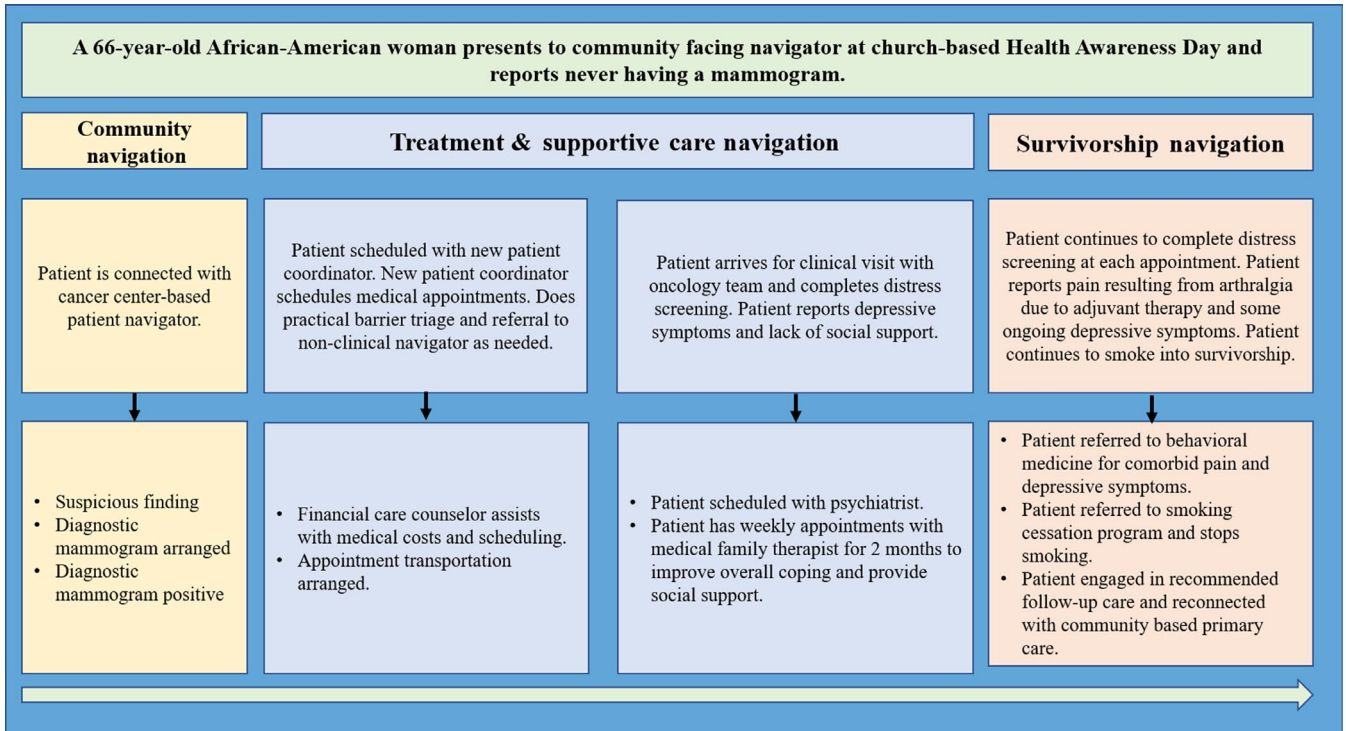 A 66-year-old African-American woman presents to community facing navigator at church-based Health Awareness Day and
reports never having a mammogram.
Community
navigation
Treatment & supportive care navigation
Survivorship navigation
Patient is connected with
cancer center-based
patient navigator.
Patient scheduled with new patient
coordinator. New patient coordinator
schedules medical appointments. Does
practical barrier triage and referral to
non-clinical navigator as needed.
Patient arrives for clinical visit with
oncology team and completes distress
screening. Patient reports depressive
symptoms and lack of social support.
Patient continues to complete distress
screening at each appointment. Patient
reports pain resulting from arthralgia
due to adjuvant therapy and some
ongoing depressive symptoms. Patient
continues to smoke into survivorship.
• Suspicious finding
• Diagnostic
mammogram arranged
• Diagnostic
mammogram positive
• Financial care counselor assists
with medical costs and scheduling.
• Appointment transportation
arranged.
• Patient scheduled with psychiatrist.
• Patient has weekly appointments with
medical family therapist for 2 months to
improve overall coping and provide
social support.
• Patient referred to behavioral
medicine for comorbid pain and
depressive symptoms.
• Patient referred to smoking
cessation program and stops
smoking.
• Patient engaged in recommended
follow-up care and reconnected
with community based primary
care.